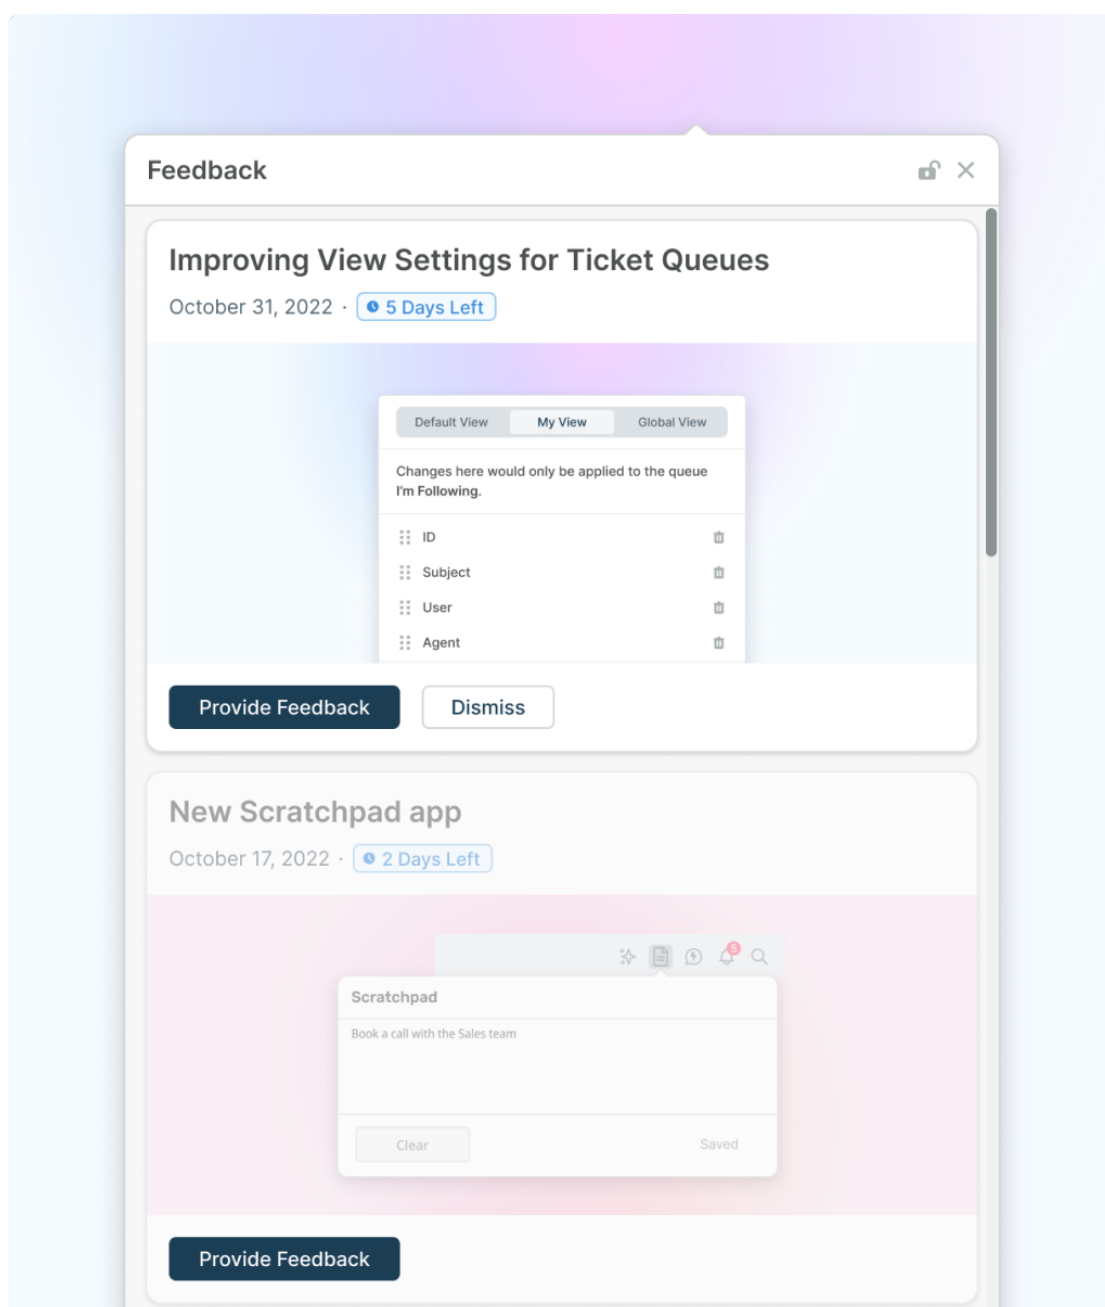 Feedback
Improving View Settings for Ticket Queues
October 31, 2022 · 5 Days Left
Default View My View Global View
Changes here would only be applied to the queue
I'm Following.
ID
Subject
User
Agent
Provide Feedback Dismiss
New Scratchpad app
October 17, 2022 · 2 Days Left
5
Scratchpad
Book a call with the Sales team
Clear Saved
Provide Feedback